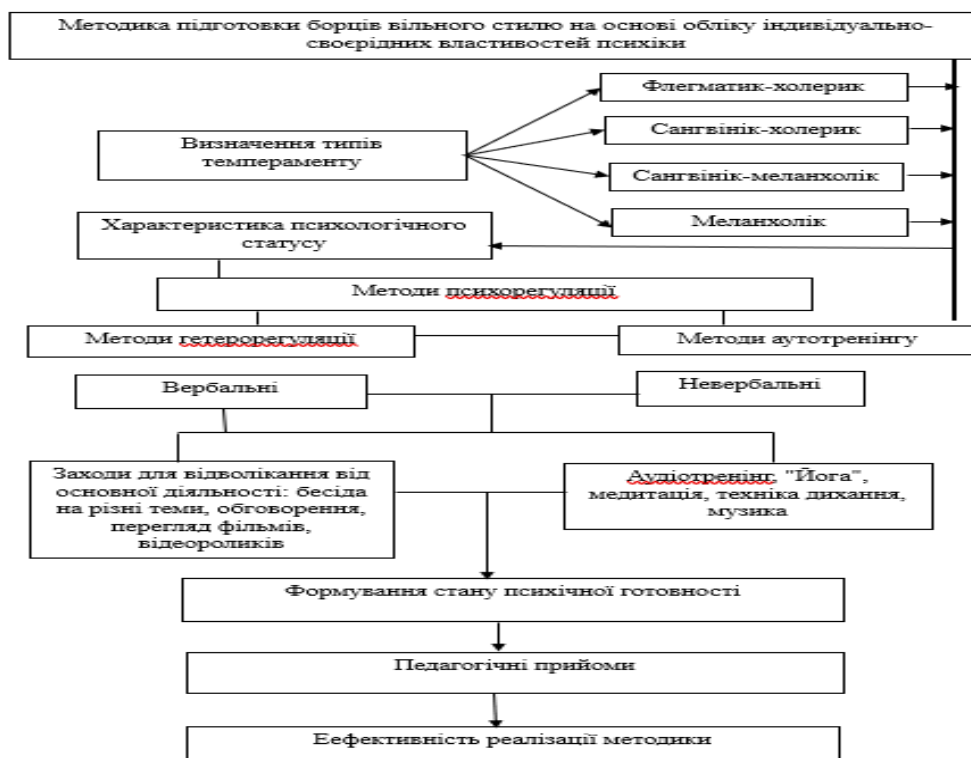 Методика підготовки борців вільного стилю на основі обліку індивідуально-
своєрідних властивостей психіки
Флегматик-холерик
Визначення типів
темпераменту
Сангвінік-холерик
Сангвінік-меланхолік
Меланхолік
Характеристика психологічного
статусу
Методи психорегуляції
Методи гетерорегуляції
Методи аутотренінгу
Вербальні
Невербальні
Заходи для відволікання від
основної діяльності: бесіда
на різні теми, обговорення,
перегляд фільмів,
відеороликів
Аудіотренінг, "Йога",
медитація, техніка дихання,
музика
Формування стану психічної готовності
Педагогічні прийоми
Еефективність реалізації методики